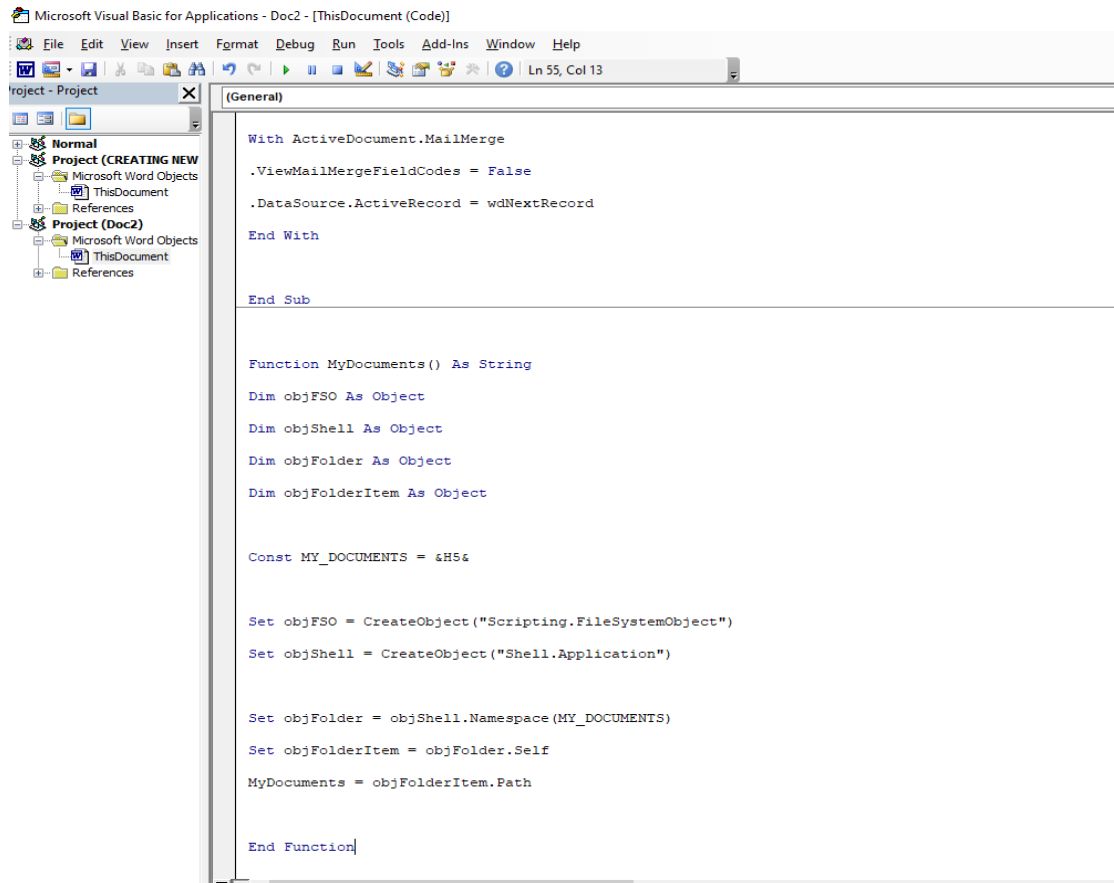 Microsoft Visual Basic for Applications - Doc2 - [ThisDocument (Code)]
File Edit View Insert Format Debug Run Tools Add-Ins Window Help
Ln 55, Col 13
Project - Project
(General)
Normal
Project (CREATING NEW
Microsoft Word Objects
ThisDocument
References
Project (Doc2)
Microsoft Word Objects
ThisDocument
References
With ActiveDocument.MailMerge
.ViewMailMergeFieldCodes = False
.DataSource.ActiveRecord = wdNextRecord
End With
End Sub
Function MyDocuments() As String
Dim objFSO As Object
Dim objShell As Object
Dim objFolder As Object
Dim objFolderItem As Object
Const MY_DOCUMENTS = &H5&
Set objFSO = CreateObject("Scripting.FileSystemObject")
Set objShell = CreateObject("Shell.Application")
Set objFolder = objShell.Namespace(MY_DOCUMENTS)
Set objFolderItem = objFolder.Self
MyDocuments = objFolderItem.Path
End Function